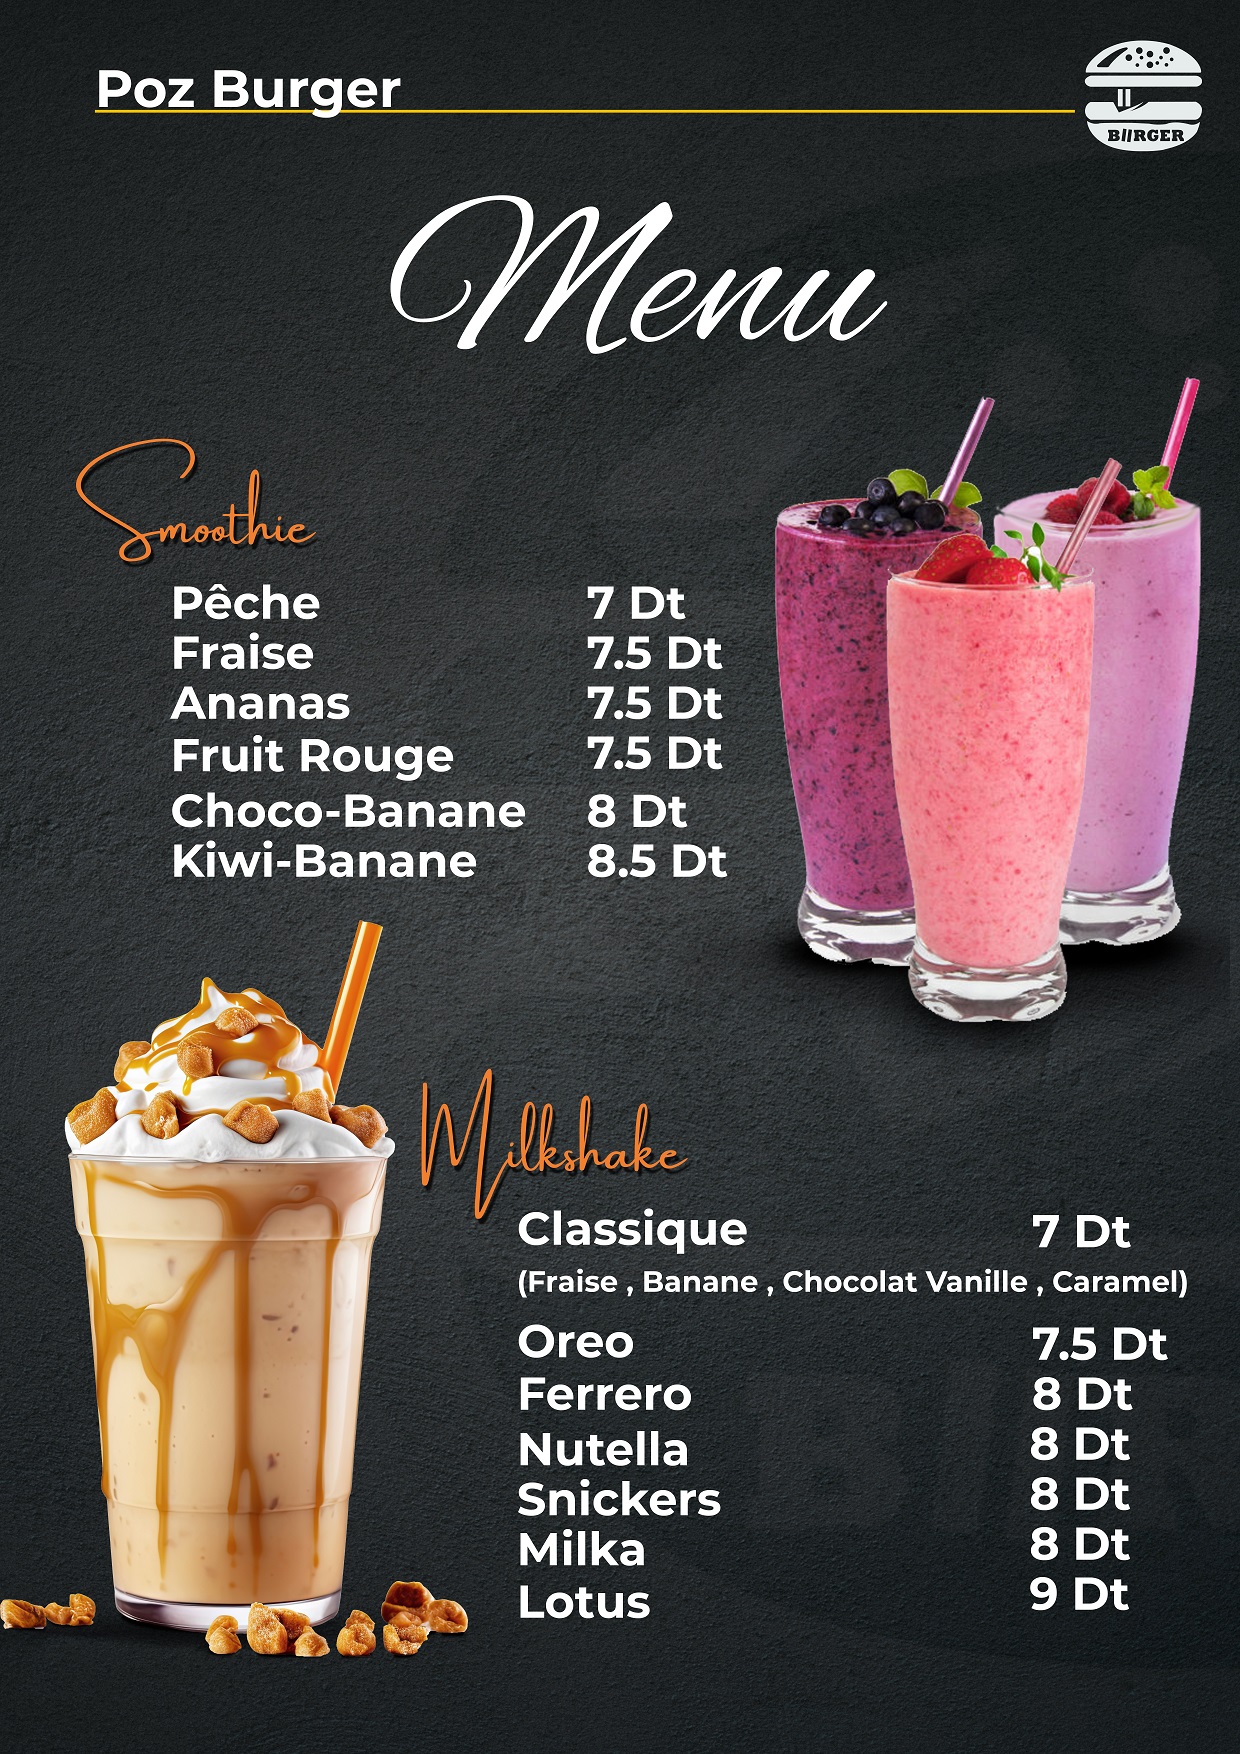 Poz Burger
BIIRGER
Menu
Smoothie
Pêche 7 Dt
Fraise 7.5 Dt
Ananas 7.5 Dt
Fruit Rouge 7.5 Dt
Choco-Banane 8 Dt
Kiwi-Banane 8.5 Dt
Milkshake
Classique 7 Dt
(Fraise , Banane , Chocolat Vanille , Caramel)
Oreo 7.5 Dt
Ferrero 8 Dt
Nutella 8 Dt
Snickers 8 Dt
Milka 8 Dt
Lotus 9 Dt